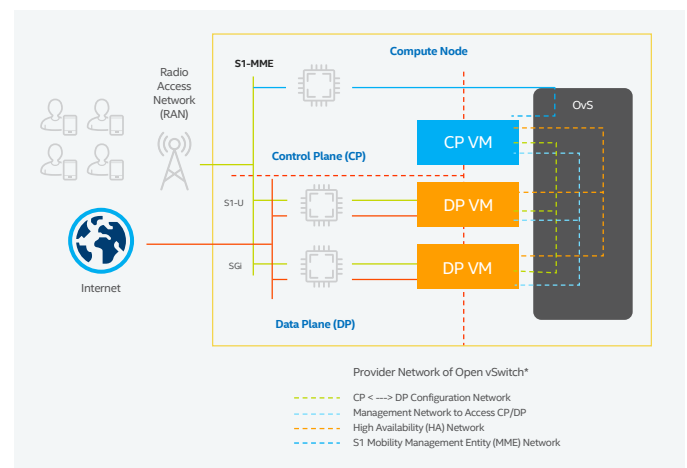 Compute Node
S1-MME
Radio
Access
Network
(RAN)
OvS
CP VM
Control Plane (CP)
S1-U
DP VM
SGi
DP VM
Internet
Data Plane (DP)
Provider Network of Open vSwitch*
CP < ---> DP Configuration Network
Management Network to Access CP/DP
High Availability (HA) Network
S1 Mobility Management Entity (MME) Network